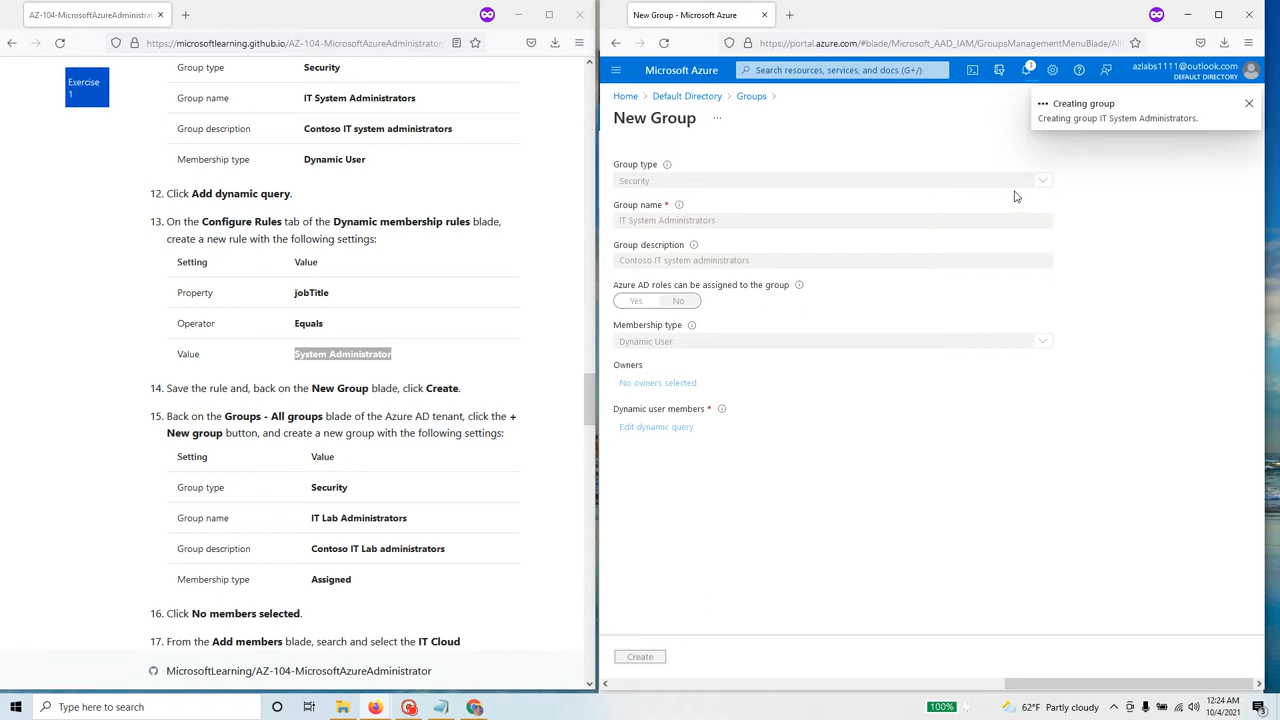 AZ-104-MicrosoftAzureAdministrat
https://microsoftlearning.github.io/AZ-104-MicrosoftAzureAdministrator
Exercise
1
Group type Security
Group name IT System Administrators
Group description Contoso IT system administrators
Membership type Dynamic User
12. Click Add dynamic query.
13. On the Configure Rules tab of the Dynamic membership rules blade,
create a new rule with the following settings:
Setting Value
Property jobTitle
Operator Equals
Value System Administrator
14. Save the rule and, back on the New Group blade, click Create.
15. Back on the Groups - All groups blade of the Azure AD tenant, click the +
New group button, and create a new group with the following settings:
Setting Value
Group type Security
Group name IT Lab Administrators
Group description Contoso IT Lab administrators
Membership type Assigned
16. Click No members selected.
17. From the Add members blade, search and select the IT Cloud
MicrosoftLearning/AZ-104-MicrosoftAzureAdministrator
New Group - Microsoft Azure
https://portal.azure.com/#blade/Microsoft_AAD_IAM/GroupsManagementMenuBlade/All
Microsoft Azure
Search resources, services, and docs (G+/)
1
azlabs1111@outlook.com
DEFAULT DIRECTORY
Home > Default Directory > Groups >
New Group ...
Creating group
Creating group IT System Administrators.
Group type
Security
Group name *
IT System Administrators
Group description
Contoso IT system administrators
Azure AD roles can be assigned to the group
Yes No
Membership type
Dynamic User
Owners
No owners selected
Dynamic user members *
Edit dynamic query
Create
Type here to search
100%
62°F Partly cloudy
12:24 AM
10/4/2021
3